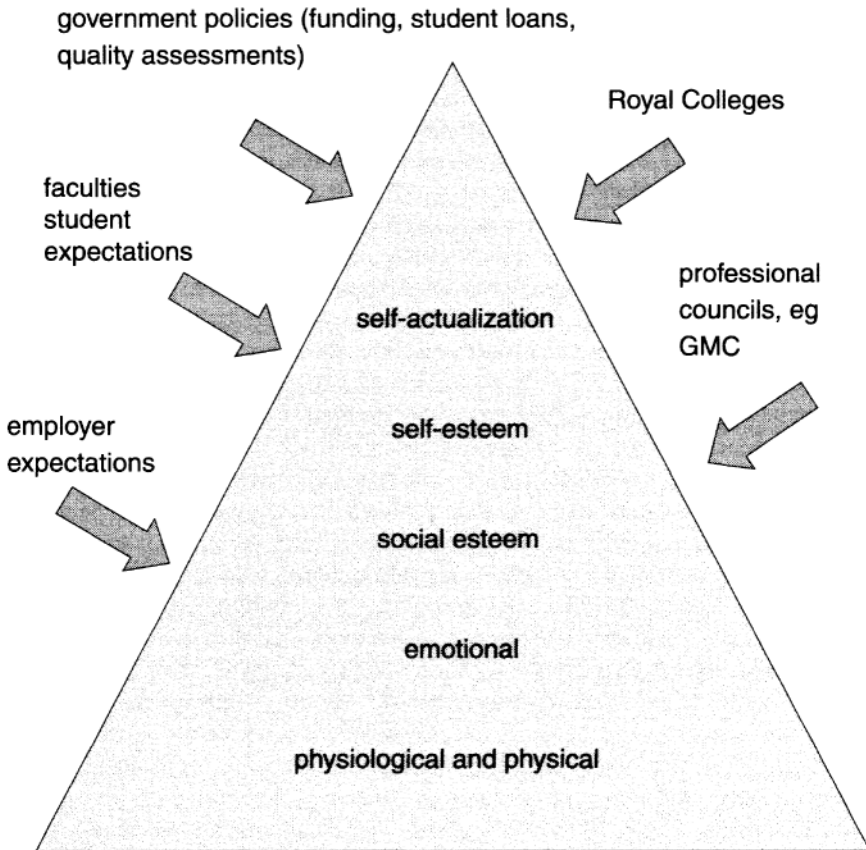 government policies (funding, student loans,
quality assessments)
Royal Colleges
faculties
student
expectations
professional
councils, eg
GMC
self-actualization
employer
expectations
self-esteem
social esteem
emotional
physiological and physical